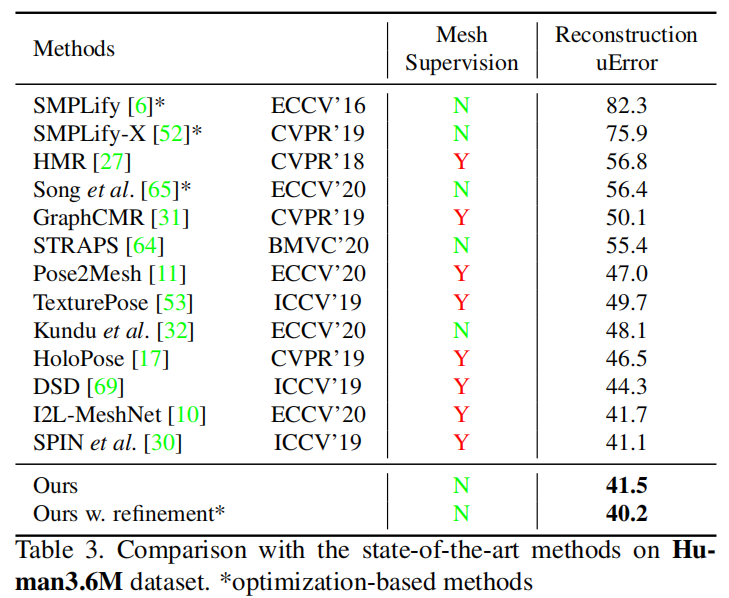 Methods Mesh Supervision Reconstruction uError
SMPLify [6]* ECCV'16 N 82.3
SMPLify-X [52]* CVPR'19 N 75.9
HMR [27] CVPR'18 Y 56.8
Song et al. [65]* ECCV'20 N 56.4
GraphCMR [31] CVPR'19 Y 50.1
STRAPS [64] BMVC'20 N 55.4
Pose2Mesh [11] ECCV'20 Y 47.0
TexturePose [53] ICCV'19 Y 49.7
Kundu et al. [32] ECCV'20 N 48.1
HoloPose [17] CVPR'19 Y 46.5
DSD [69] ICCV'19 Y 44.3
I2L-MeshNet [10] ECCV'20 Y 41.7
SPIN et al. [30] ICCV'19 Y 41.1
Ours N 41.5
Ours w. refinement* N 40.2
Table 3. Comparison with the state-of-the-art methods on Hu-
man3.6M dataset. *optimization-based methods